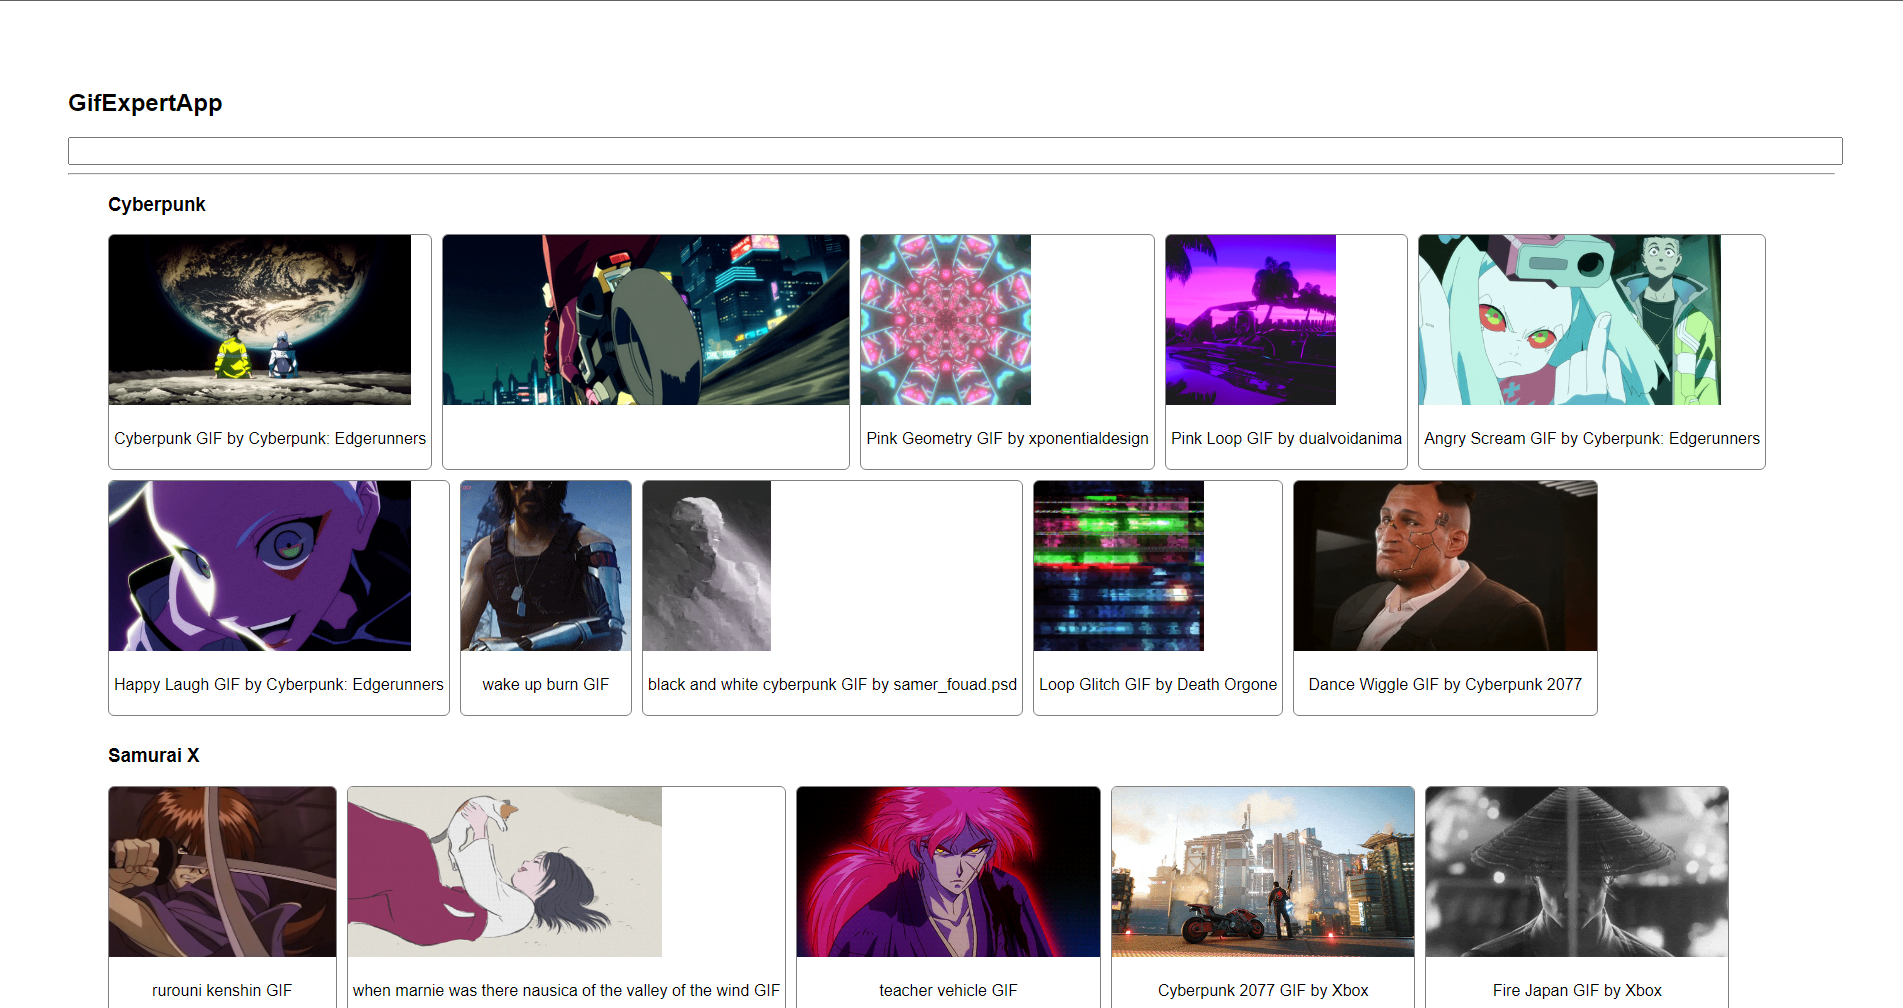 GifExpertApp
Cyberpunk
Cyberpunk GIF by Cyberpunk: Edgerunners
Pink Geometry GIF by xponentialdesign
Pink Loop GIF by dualvoidanima
Angry Scream GIF by Cyberpunk: Edgerunners
Happy Laugh GIF by Cyberpunk: Edgerunners
wake up burn GIF
black and white cyberpunk GIF by samer_fouad.psd
Loop Glitch GIF by Death Orgone
Dance Wiggle GIF by Cyberpunk 2077
Samurai X
rurouni kenshin GIF
when marnie was there nausica of the valley of the wind GIF
teacher vehicle GIF
Cyberpunk 2077 GIF by Xbox
Fire Japan GIF by Xbox